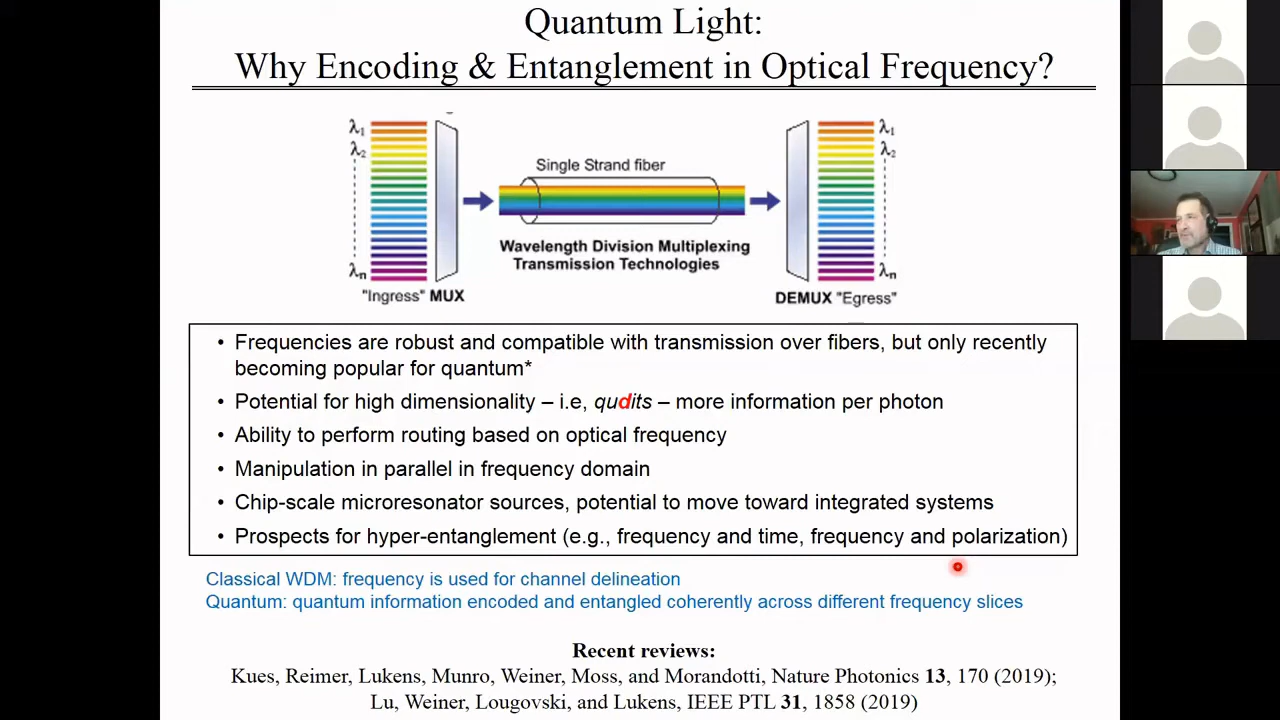 Quantum Light:
Why Encoding & Entanglement in Optical Frequency?
λ1
λ2
λn
"Ingress" MUX
Single Strand fiber
Wavelength Division Multiplexing
Transmission Technologies
λ1
λ2
λn
DEMUX "Egress"
• Frequencies are robust and compatible with transmission over fibers, but only recently
becoming popular for quantum*
• Potential for high dimensionality – i.e, qudits – more information per photon
• Ability to perform routing based on optical frequency
• Manipulation in parallel in frequency domain
• Chip-scale microresonator sources, potential to move toward integrated systems
• Prospects for hyper-entanglement (e.g., frequency and time, frequency and polarization)
Classical WDM: frequency is used for channel delineation
Quantum: quantum information encoded and entangled coherently across different frequency slices
Recent reviews:
Kues, Reimer, Lukens, Munro, Weiner, Moss, and Morandotti, Nature Photonics 13, 170 (2019);
Lu, Weiner, Lougovski, and Lukens, IEEE PTL 31, 1858 (2019)